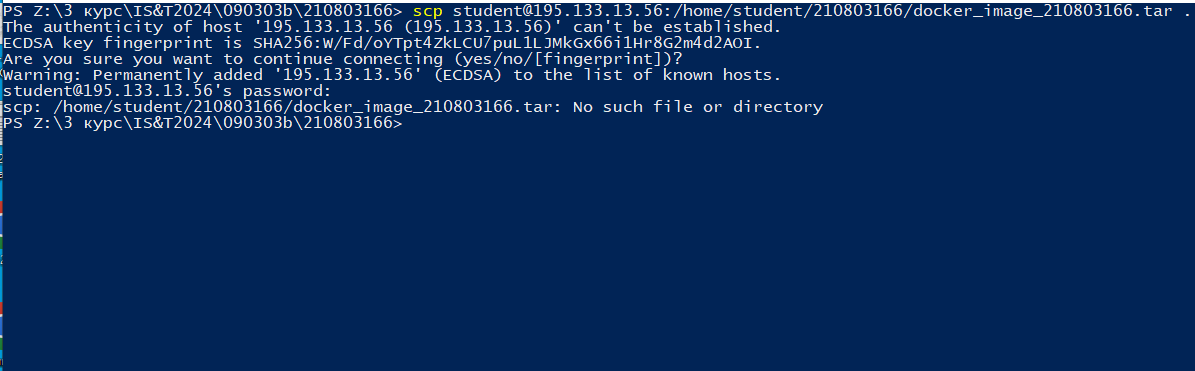 PS Z:\3 курс\IS&T2024\090303b\210803166> scp student@195.133.13.56:/home/student/210803166/docker_image_210803166.tar .
The authenticity of host '195.133.13.56 (195.133.13.56)' can't be established.
ECDSA key fingerprint is SHA256:W/Fd/oYTpt4ZkLCU7puL1LJMkGx66i1Hr8G2m4d2AOI.
Are you sure you want to continue connecting (yes/no/[fingerprint])?
Warning: Permanently added '195.133.13.56' (ECDSA) to the list of known hosts.
student@195.133.13.56's password:
scp: /home/student/210803166/docker_image_210803166.tar: No such file or directory
PS Z:\3 курс\IS&T2024\090303b\210803166>